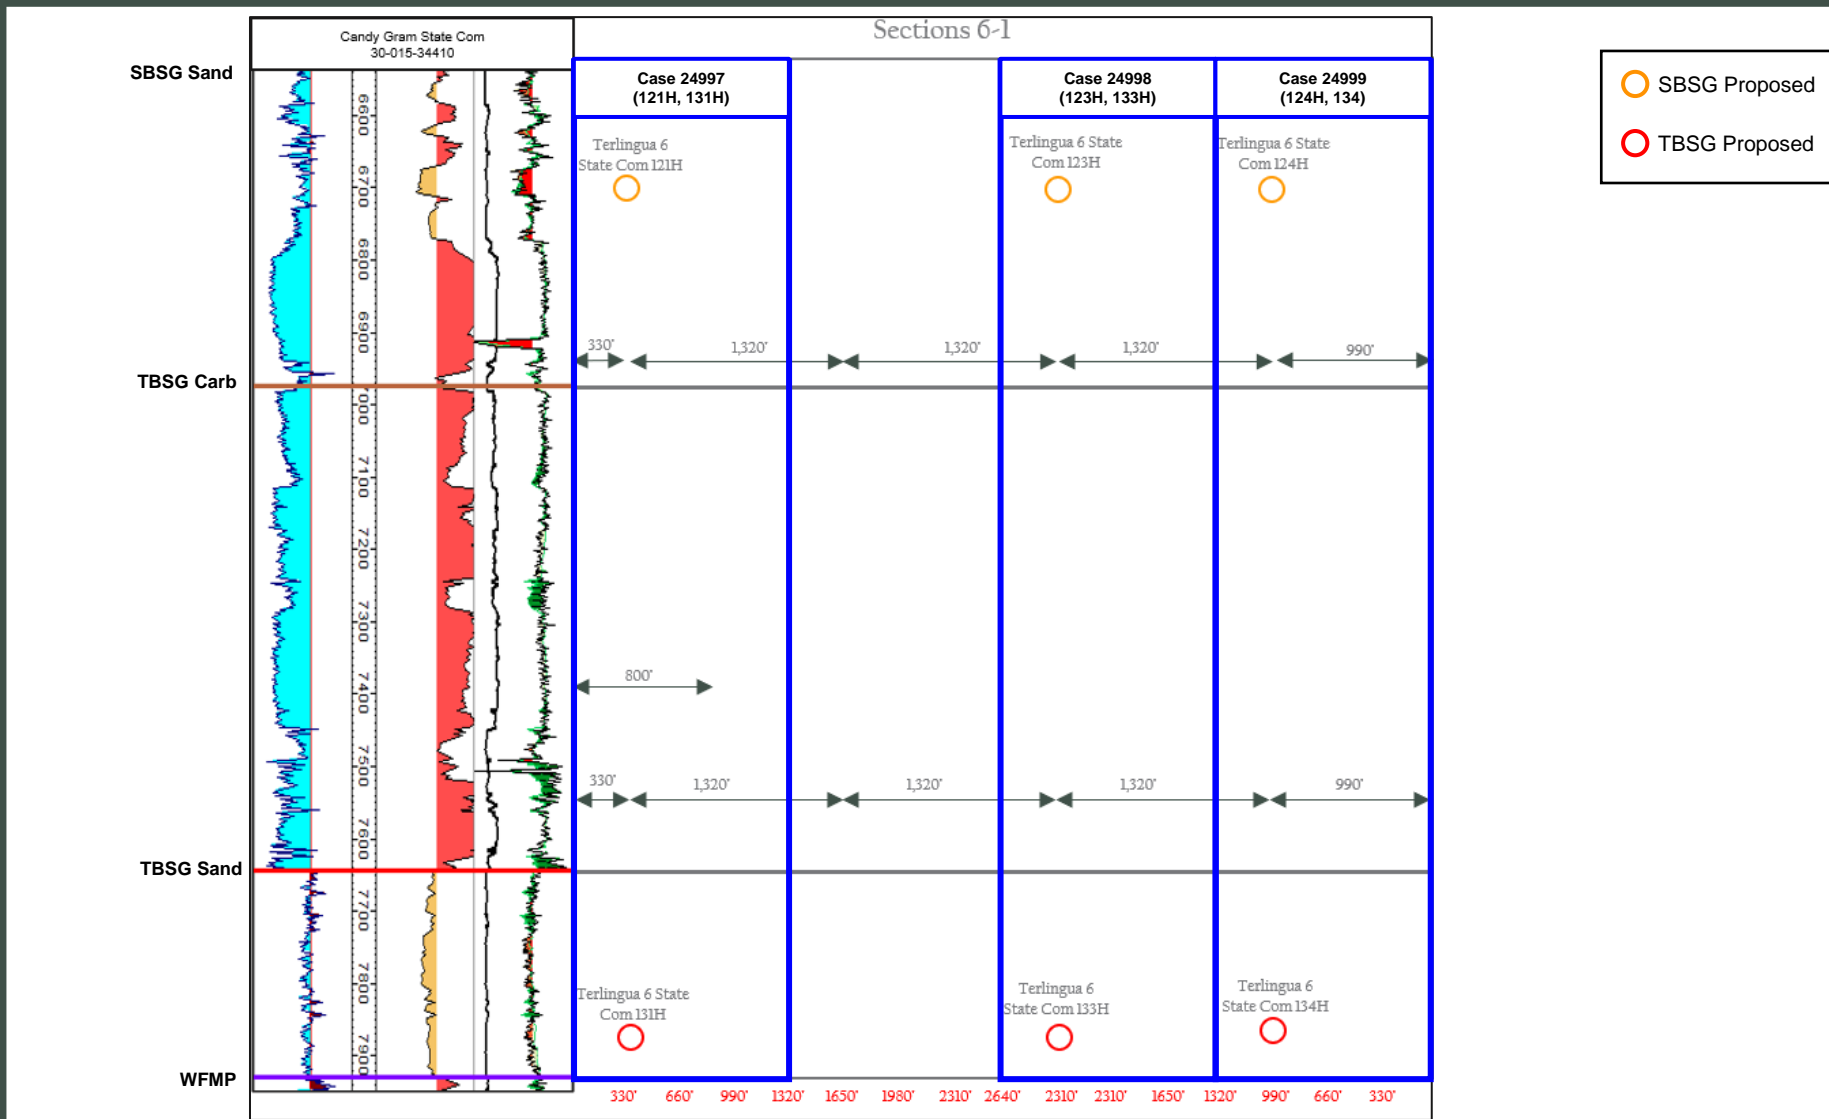 Sections 6-1
Candy Gram State Com
30-015-34410
SBSG Sand
TBSG Carb
TBSG Sand
WFMP
6600
6700
6800
6900
7000
7100
7200
7300
7400
7500
7600
7700
7800
7900
Case 24997
(121H, 131H)
Case 24998
(123H, 133H)
Case 24999
(124H, 134)
Terlingua 6
State Com 121H
Terlingua 6 State
Com 123H
Terlingua 6 State
Com 124H
330' 1,320' 1,320' 1,320' 990'
800'
330' 1,320' 1,320' 1,320' 990'
Terlingua 6 State
Com 131H
Terlingua 6
State Com 133H
Terlingua 6
State Com 134H
330' 660' 990' 1320' 1650' 1980' 2310' 2640' 2310' 2310' 1650' 1320' 990' 660' 330'
SBSG Proposed
TBSG Proposed